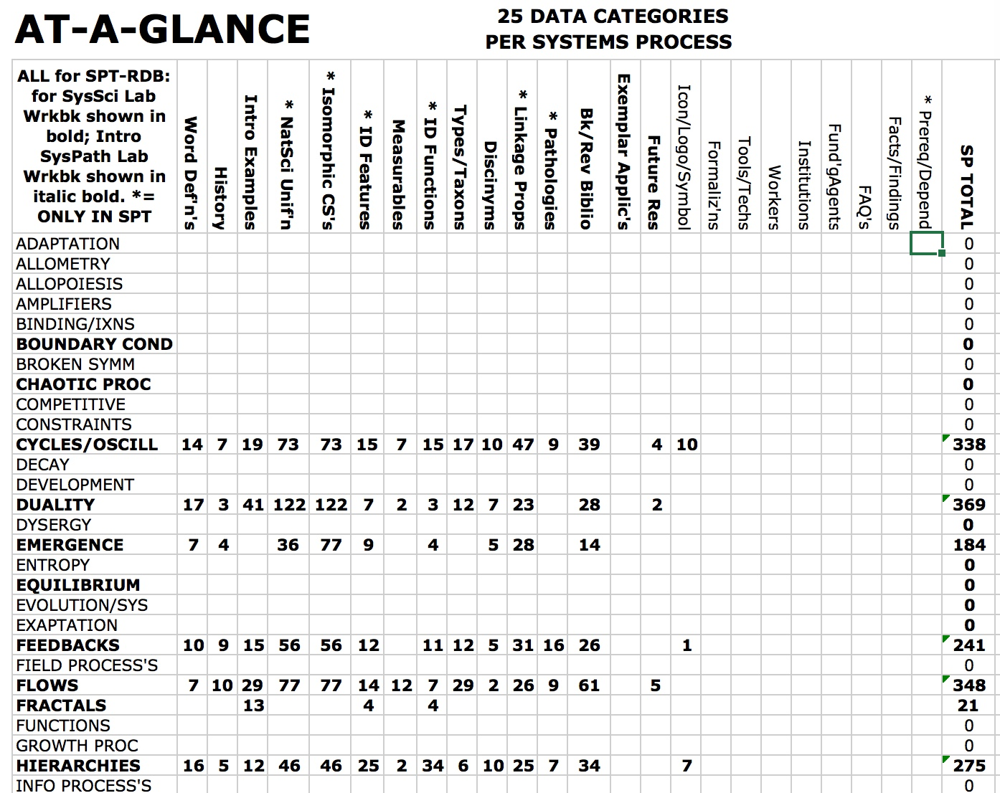 AT-A-GLANCE
25 DATA CATEGORIES
PER SYSTEMS PROCESS
ALL for SPT-RDB:
for SysSci Lab
Wrkbk shown in
bold; Intro
SysPath Lab
Wrkbk shown in
italic bold. *=
ONLY IN SPT
Word Def'n's
History
Intro Examples
* NatSci Unif'n
* Isomorphic CS's
* ID Features
Measurables
* ID Functions
Types/Taxons
Discinyms
* Linkage Props
* Pathologies
Bk/Rev Biblio
Exemplar Applic's
Future Res
Icon/Logo/Symbol
Formaliz'ns
Tools/Techs
Workers
Institutions
Fund'gAgents
FAQ's
Facts/Findings
* Prereq/Depend
SP TOTAL
ADAPTATION 0
ALLOMETRY 0
ALLOPOIESIS 0
AMPLIFIERS 0
BINDING/IXNS 0
BOUNDARY COND 0
BROKEN SYMM 0
CHAOTIC PROC 0
COMPETITIVE 0
CONSTRAINTS 0
CYCLES/OSCILL 14 7 19 73 73 15 7 15 17 10 47 9 39 4 10 338
DECAY 0
DEVELOPMENT 0
DUALITY 17 3 41 122 122 7 2 3 12 7 23 28 2 369
DYSERGY 0
EMERGENCE 7 4 36 77 9 4 5 28 14 184
ENTROPY 0
EQUILIBRIUM 0
EVOLUTION/SYS 0
EXAPTATION 0
FEEDBACKS 10 9 15 56 56 12 11 12 5 31 16 26 1 241
FIELD PROCESS'S 0
FLOWS 7 10 29 77 77 14 12 7 29 2 26 9 61 5 348
FRACTALS 13 4 4 21
FUNCTIONS 0
GROWTH PROC 0
HIERARCHIES 16 5 12 46 46 25 2 34 6 10 25 7 34 7 275
INFO PROCESS'S 0